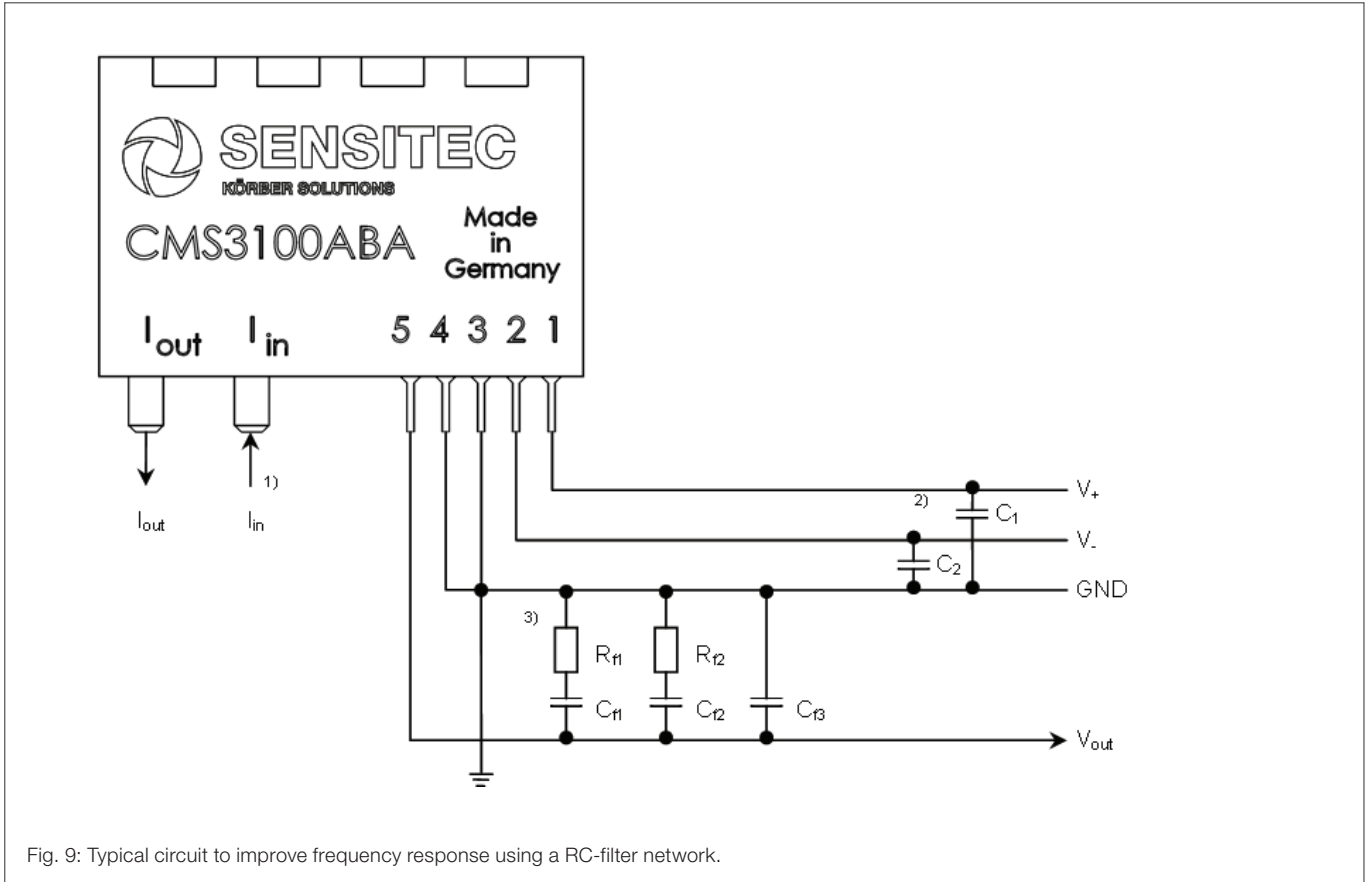 SENSITEC
KÖRBER SOLUTIONS
CMS3100ABA
Made
in
Germany
I out I in 5 4 3 2 1
1)
Iout Iin
V+
2) C1
V-
C2
GND
3)
Rf1 Rf2
Cf1 Cf2 Cf3
Vout
Fig. 9: Typical circuit to improve frequency response using a RC-filter network.